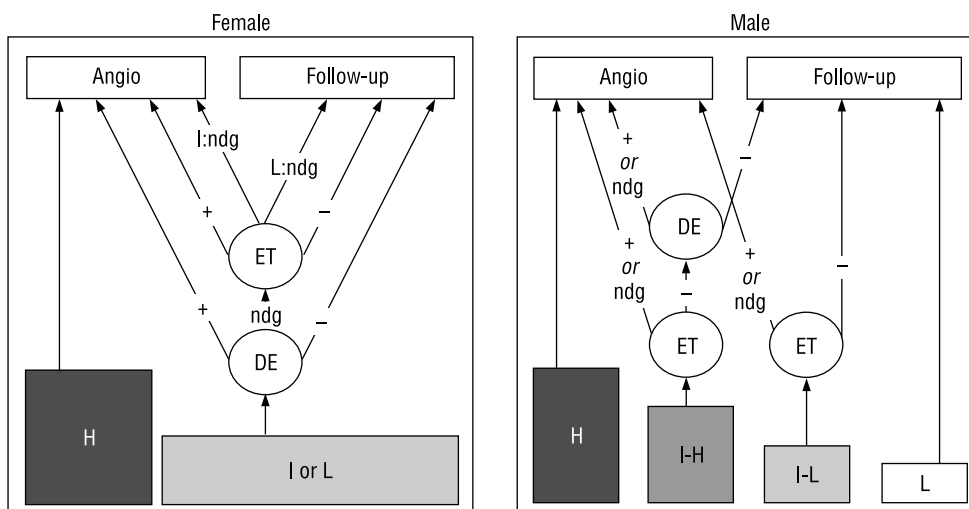 Female
Angio
Follow-up
I:ndg
L:ndg
+
–
ET
+
ndg
–
DE
H
I or L
Male
Angio
Follow-up
+
or
ndg
–
DE
+
or
ndg
+
or
ndg
–
–
ET
ET
H
I-H
I-L
L